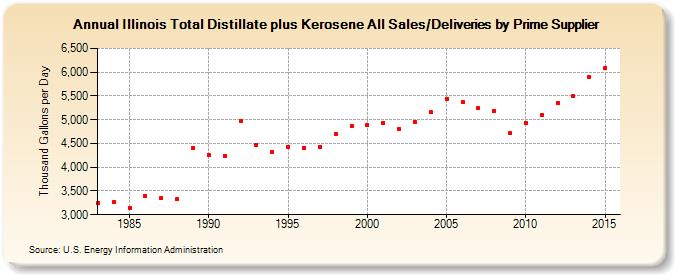 Annual Illinois Total Distillate plus Kerosene All Sales/Deliveries by Prime Supplier
Thousand Gallons per Day
6,500
6,000
5,500
5,000
4,500
4,000
3,500
3,000
1985 1990 1995 2000 2005 2010 2015
Source: U.S. Energy Information Administration